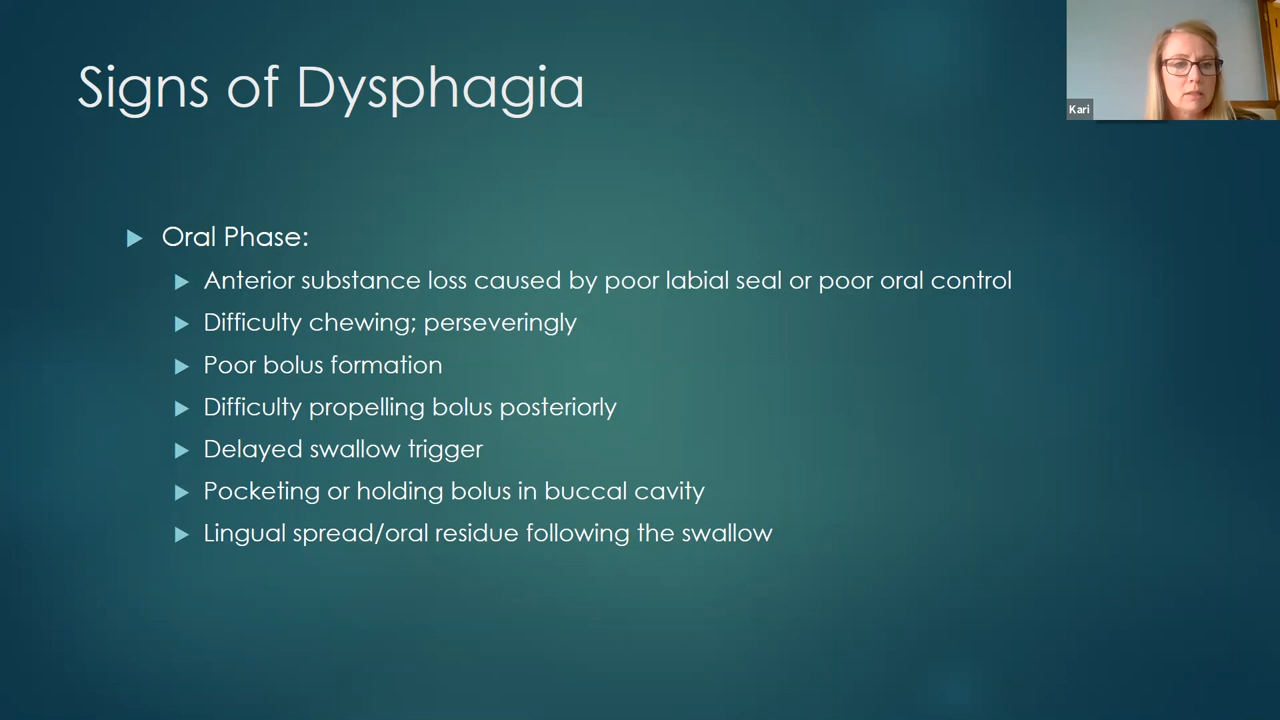 Signs of Dysphagia
Kari
Oral Phase:
Anterior substance loss caused by poor labial seal or poor oral control
Difficulty chewing; perseveringly
Poor bolus formation
Difficulty propelling bolus posteriorly
Delayed swallow trigger
Pocketing or holding bolus in buccal cavity
Lingual spread/oral residue following the swallow